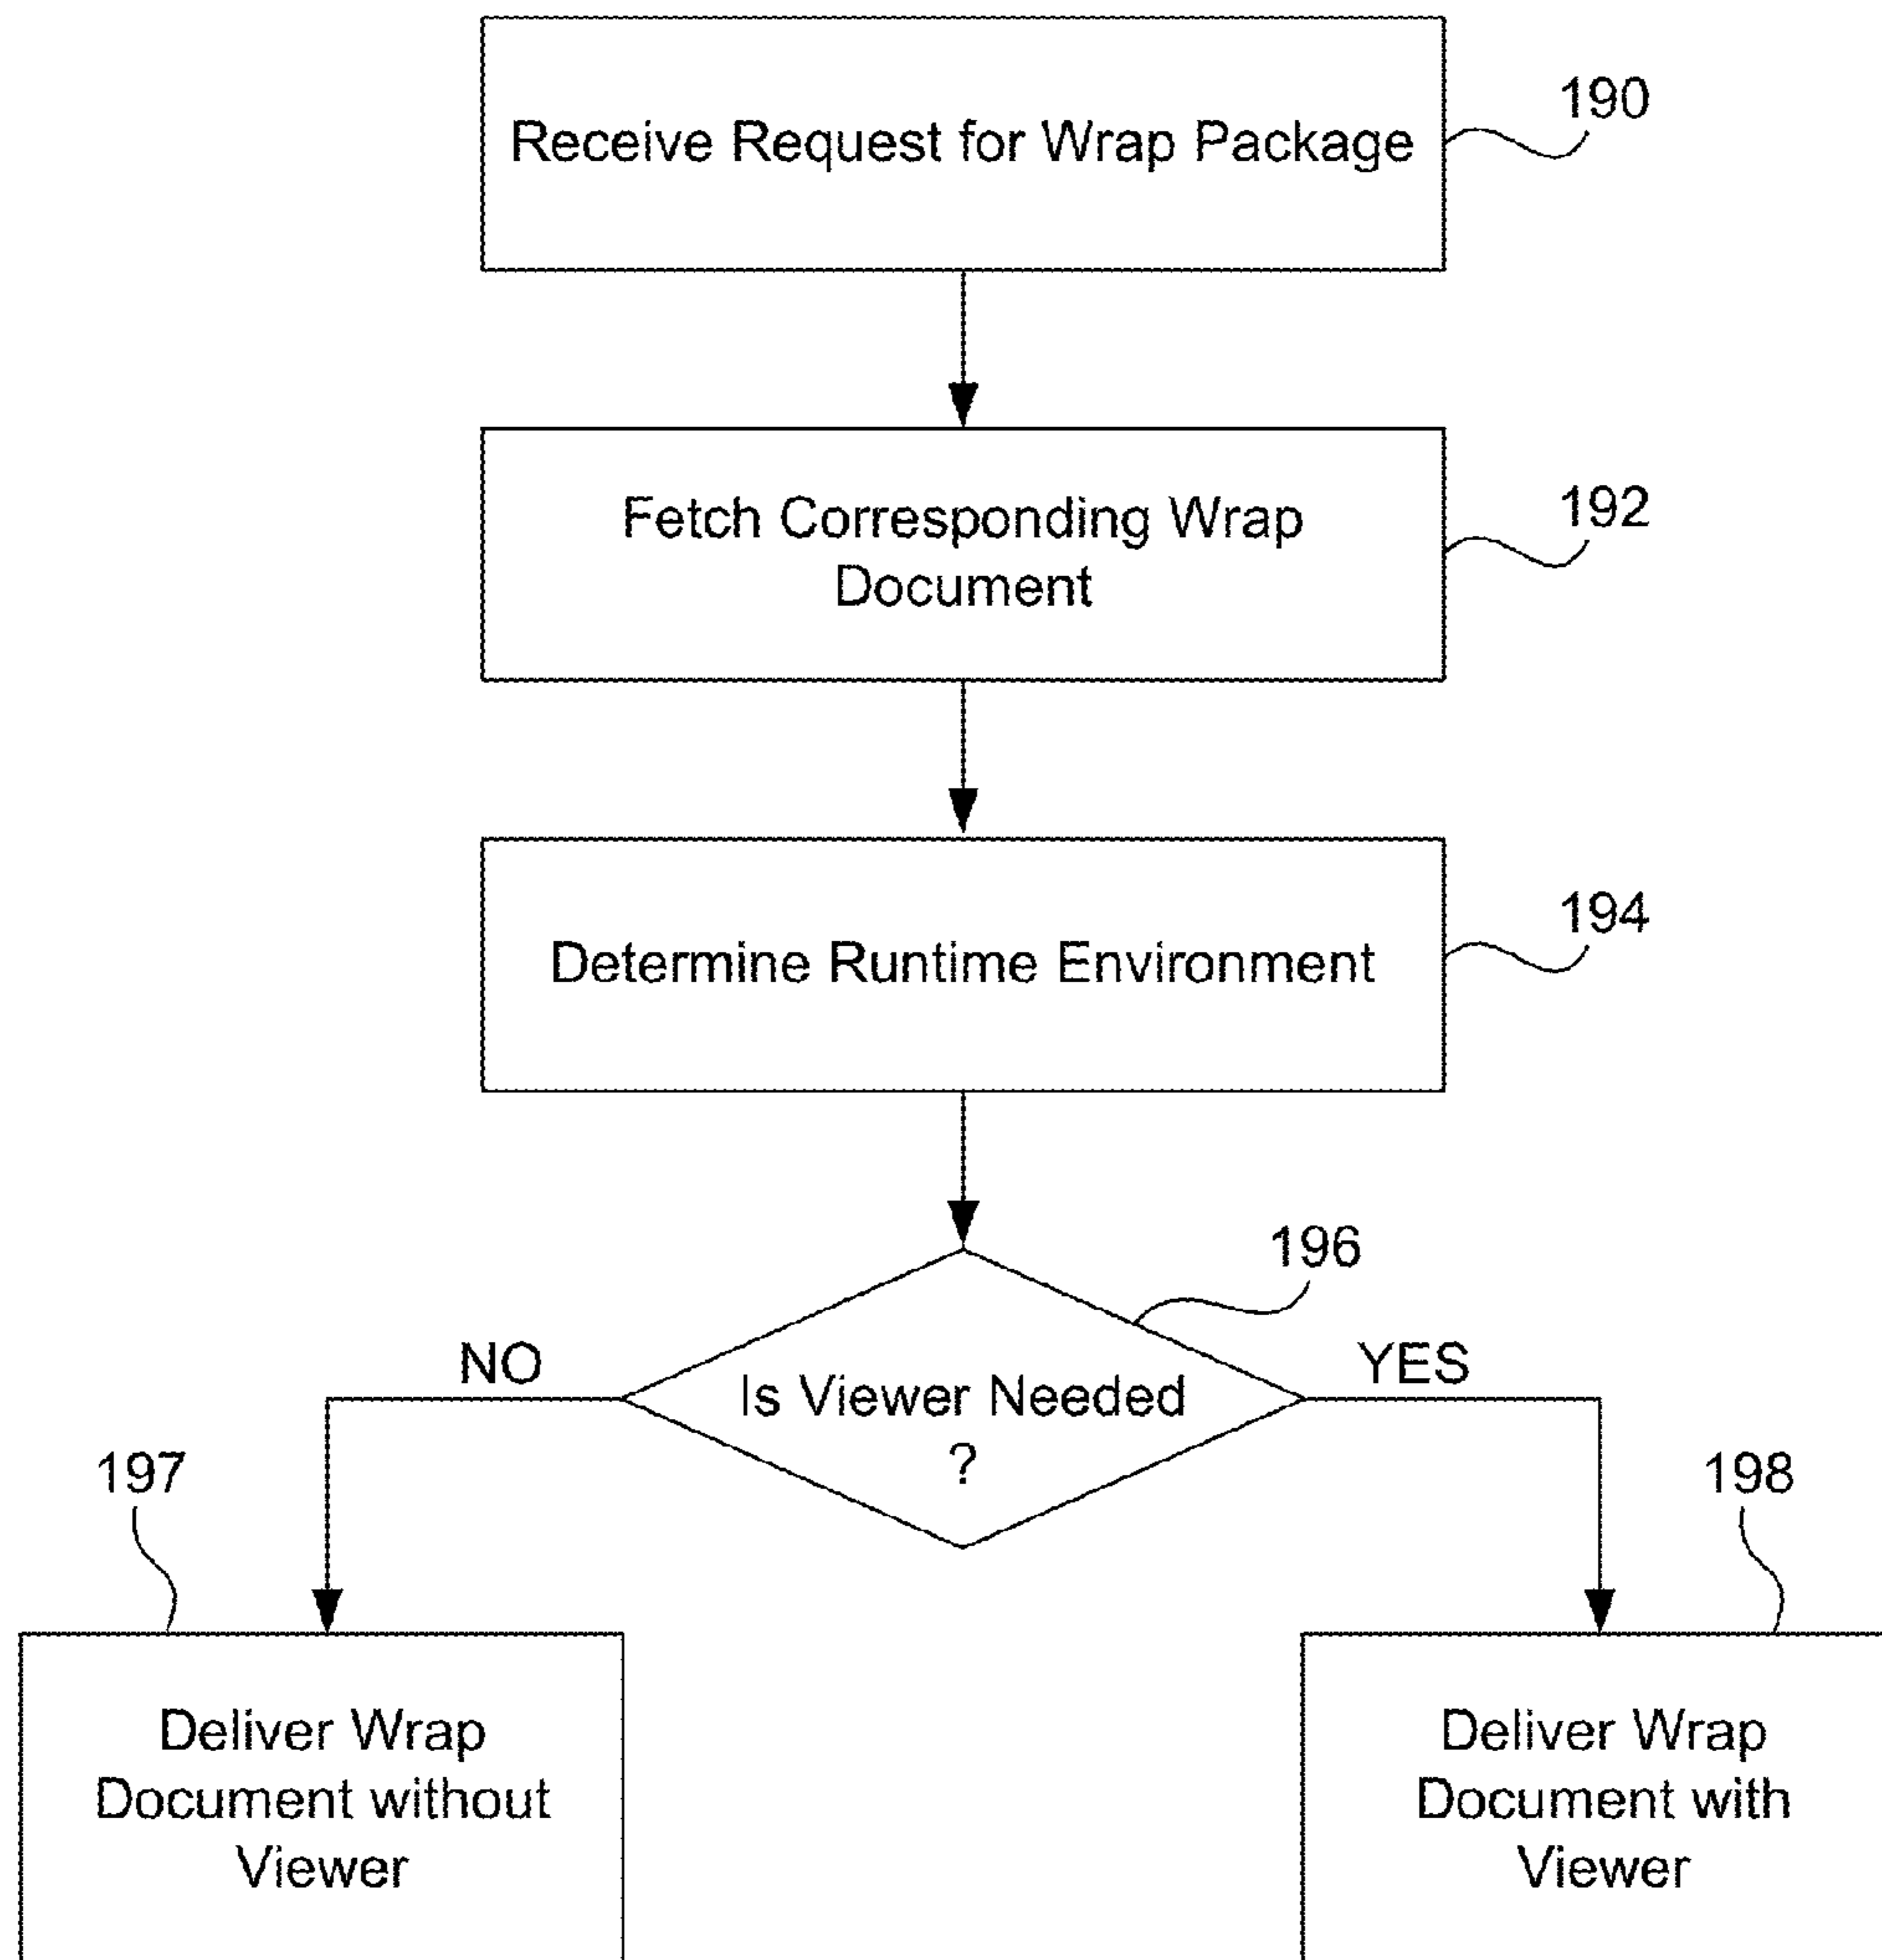 Receive Request for Wrap Package
190
Fetch Corresponding Wrap
Document
192
Determine Runtime Environment
194
196
NO
YES
Is Viewer Needed
?
197
198
Deliver Wrap
Document without
Viewer
Deliver Wrap
Document with
Viewer